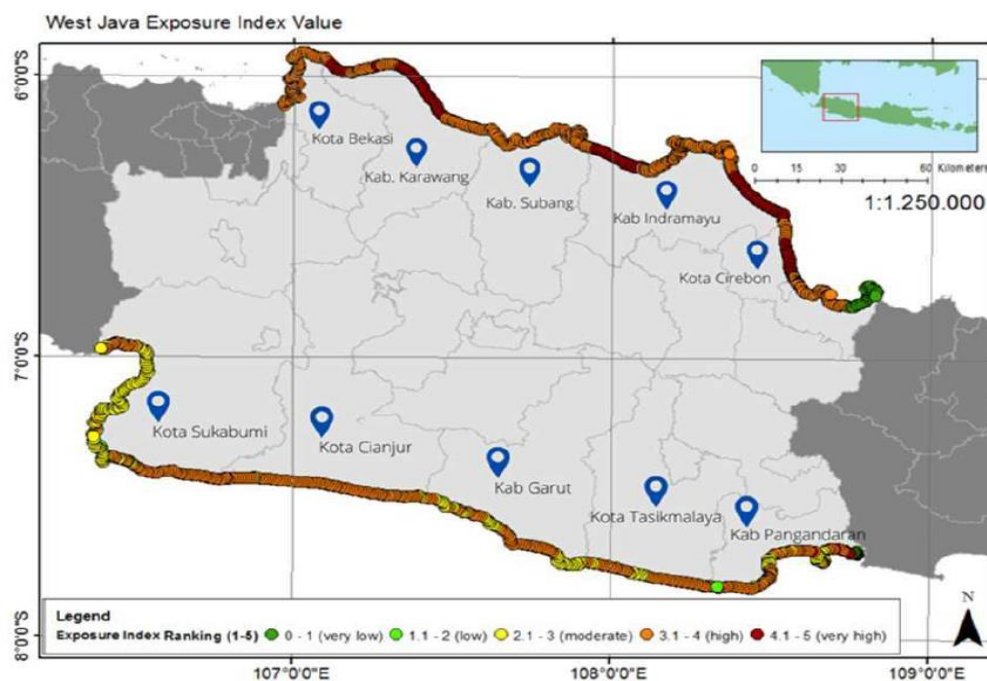 West Java Exposure Index Value
6°0'0"S
7°0'0"S
8°0'0"S
0 15 30 60 Kilometers
1:1.250.000
Kota Bekasi
Kab. Karawang
Kab. Subang
Kab Indramayu
Kota Cirebon
Kota Sukabumi
Kota Cianjur
Kab Garut
Kota Tasikmalaya
Kab Pangandaran
N
Legend
Exposure Index Ranking (1-5) 0 - 1 (very low) 1.1 - 2 (low) 2.1 - 3 (moderate) 3.1 - 4 (high) 4.1 - 5 (very high)
107°0'0"E 108°0'0"E 109°0'0"E